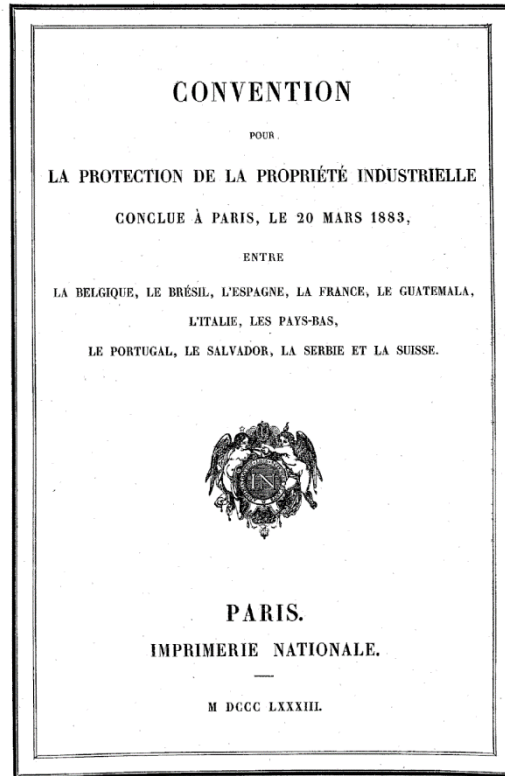 CONVENTION
POUR
LA PROTECTION DE LA PROPRIÉTÉ INDUSTRIELLE
CONCLUE À PARIS, LE 20 MARS 1883,
ENTRE
LA BELGIQUE, LE BRÉSIL, L'ESPAGNE, LA FRANCE, LE GUATEMALA,
L'ITALIE, LES PAYS-BAS,
LE PORTUGAL, LE SALVADOR, LA SERBIE ET LA SUISSE.
IN
PARIS.
IMPRIMERIE NATIONALE.
M DCCC LXXXIII.